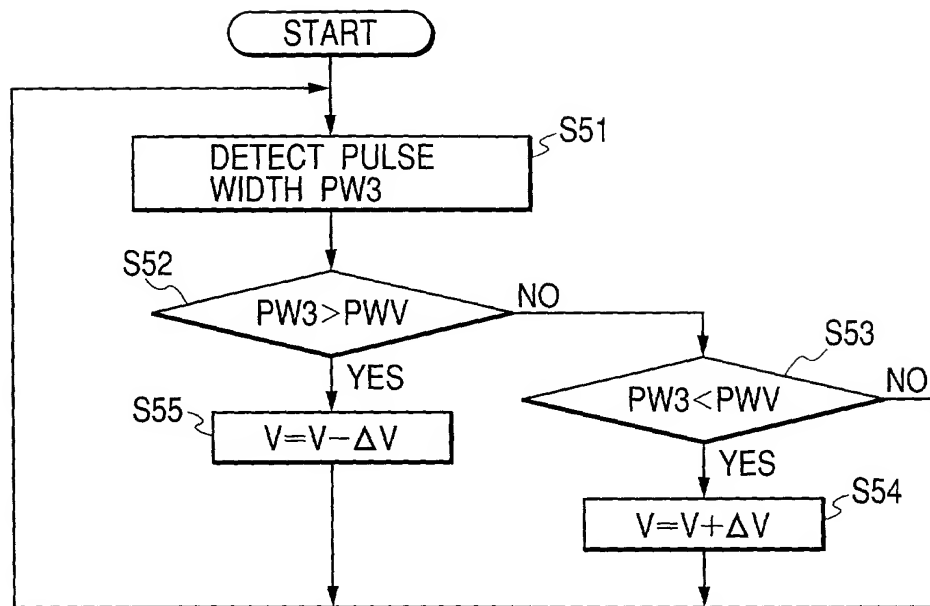 START
S51
DETECT PULSE
WIDTH PW3
S52
PW3>PWV
NO
YES
S53
PW3<PWV
NO
YES
S55
V=V-ΔV
S54
V=V+ΔV